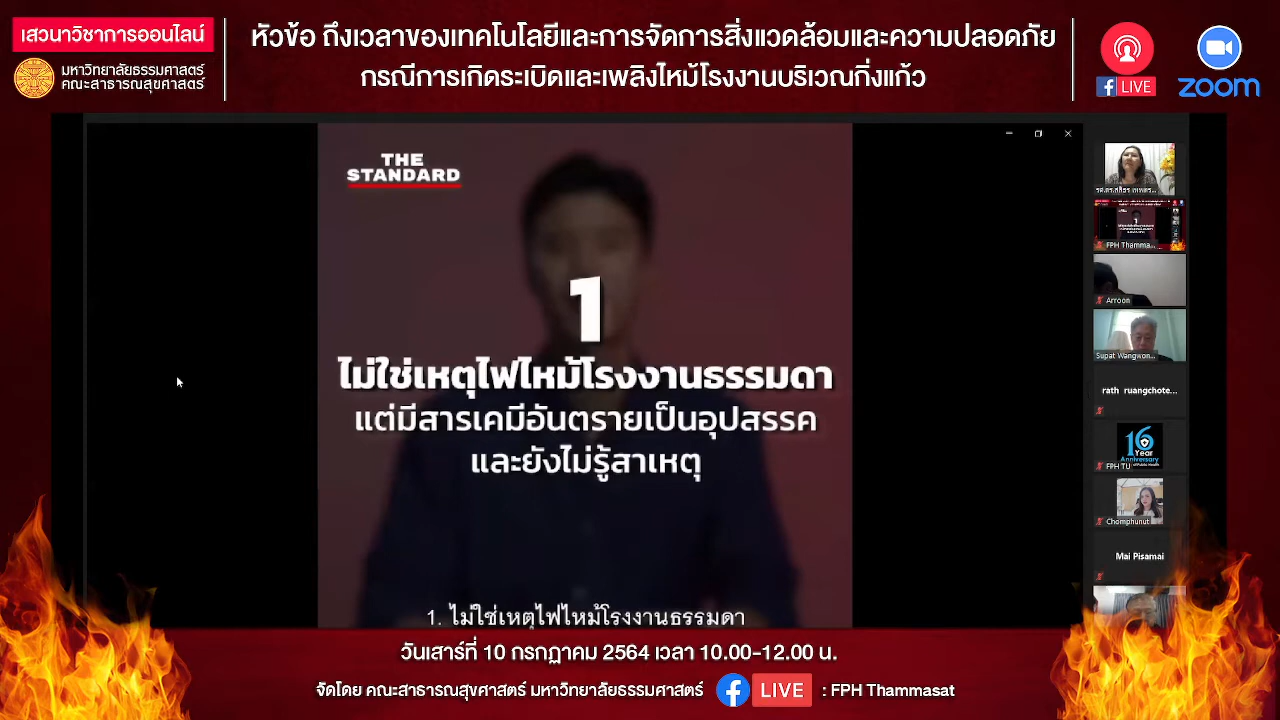 เสวนาวิชาการออนไลน์
มหาวิทยาลัยธรรมศาสตร์
คณะสาธารณสุขศาสตร์
หัวข้อ ถึงเวลาของเทคโนโลยีและการจัดการสิ่งแวดล้อมและความปลอดภัย
กรณีการเกิดระเบิดและเพลิงไหม้โรงงานบริเวณกิ่งแก้ว
LIVE
zoom
THE
STANDARD
1
ไม่ใช่เหตุไฟไหม้โรงงานธรรมดา
แต่มีสารเคมีอันตรายเป็นอุปสรรค
และยังไม่รู้สาเหตุ
1. ไม่ใช่เหตุไฟไหม้โรงงานธรรมดา
FPH Thamma...
Arroon
Supat Wangwon...
rath ruangchote...
16
Year
Anniversary
FPH TU
Chomphunut
Mai Pisamai
วันเสาร์ที่ 10 กรกฎาคม 2564 เวลา 10.00-12.00 น.
จัดโดย คณะสาธารณสุขศาสตร์ มหาวิทยาลัยธรรมศาสตร์ LIVE : FPH Thammasat